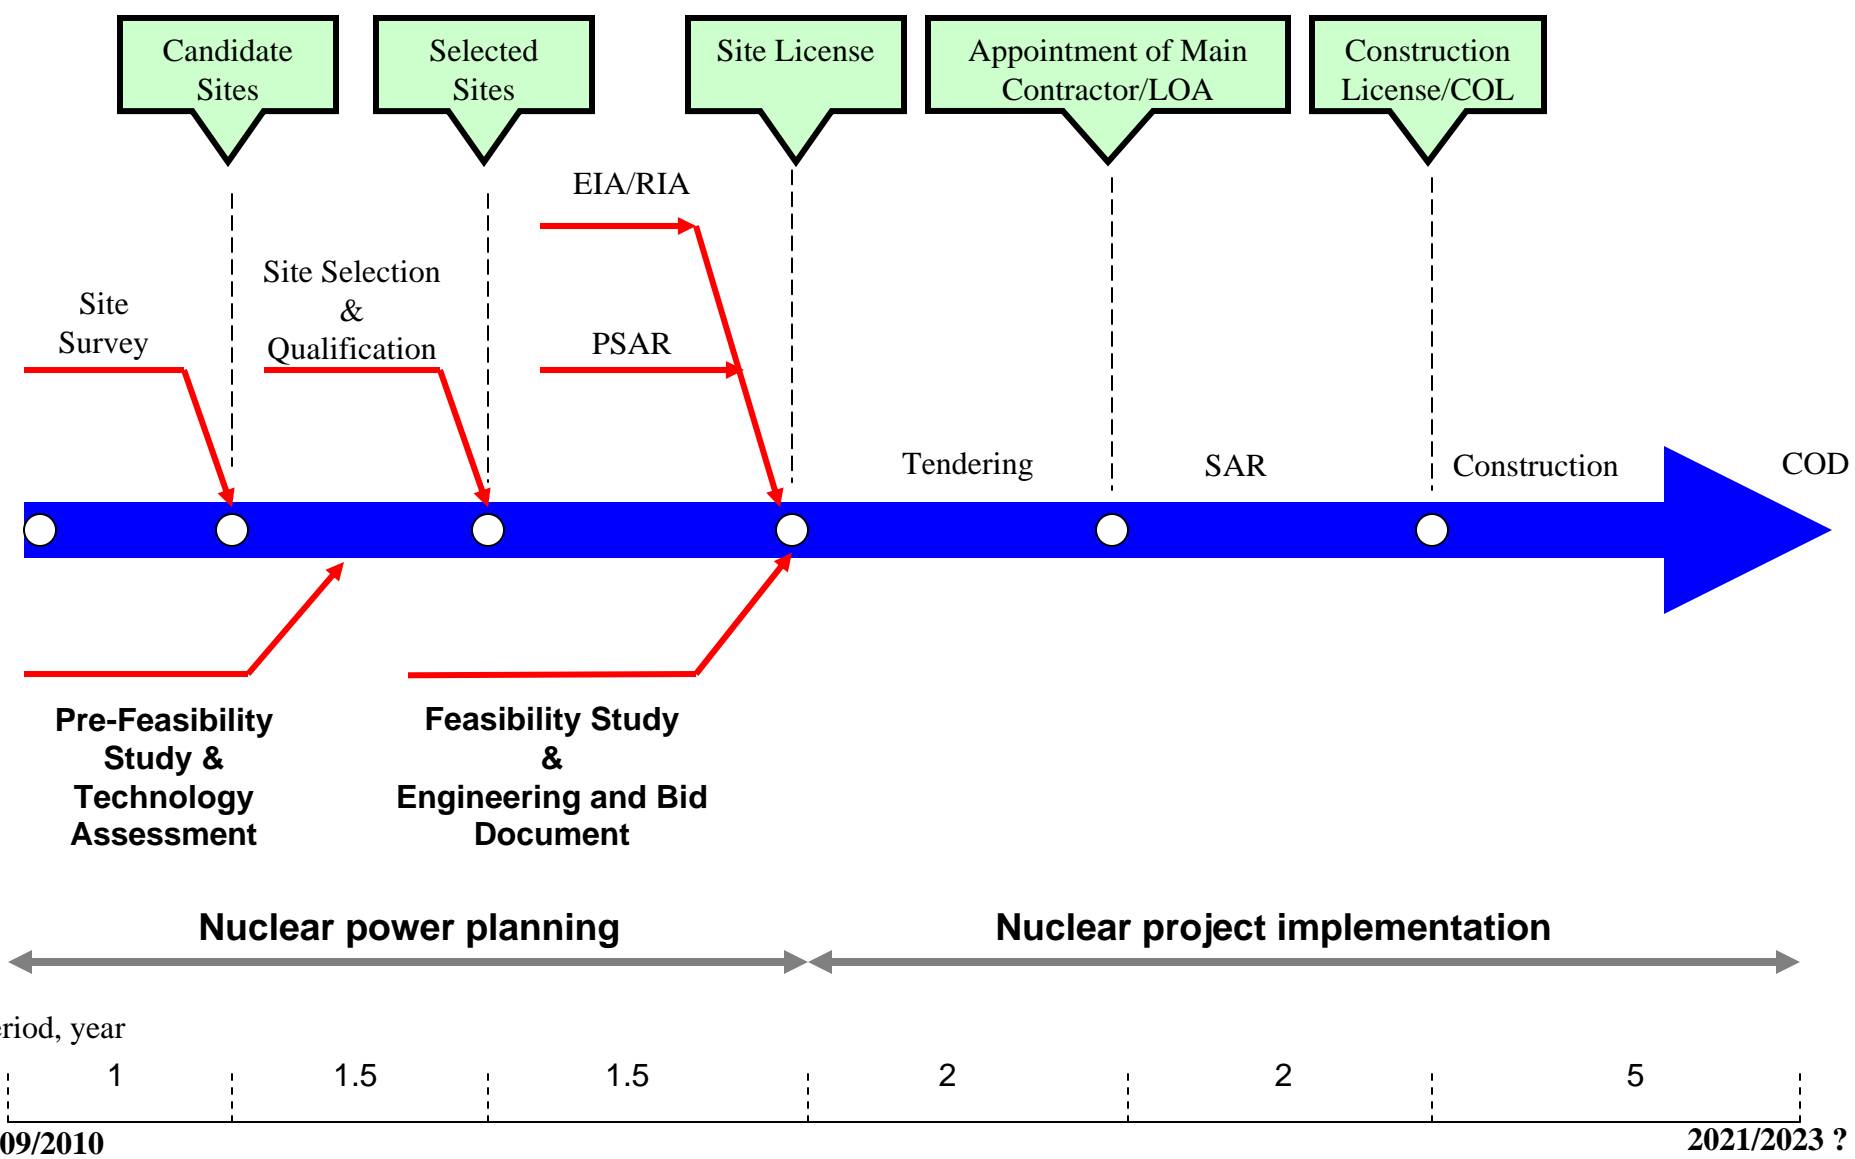 Candidate
Sites
Selected
Sites
Site License
Appointment of Main
Contractor/LOA
Construction
License/COL
EIA/RIA
Site Selection
&
Qualification
Site
Survey
PSAR
Tendering
SAR
Construction
COD
Pre-Feasibility
Study &
Technology
Assessment
Feasibility Study
&
Engineering and Bid
Document
Nuclear power planning
Nuclear project implementation
eriod, year
1
1.5
1.5
2
2
5
09/2010
2021/2023 ?